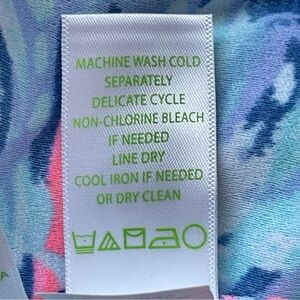 MACHINE WASH COLD
SEPARATELY
DELICATE CYCLE
NON-CHLORINE BLEACH
IF NEEDED
LINE DRY
COOL IRON IF NEEDED
OR DRY CLEAN